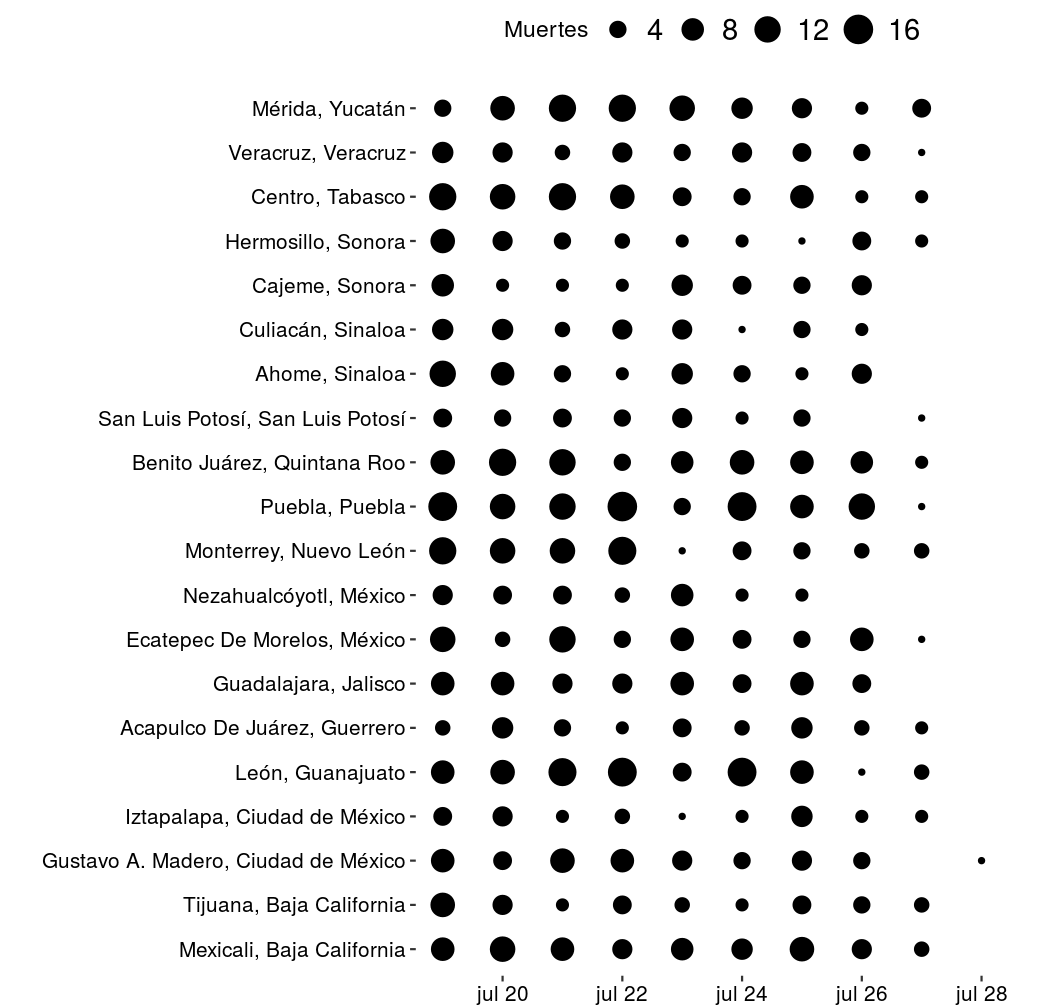 Muertes 4 8 12 16
Mérida, Yucatán
Veracruz, Veracruz
Centro, Tabasco
Hermosillo, Sonora
Cajeme, Sonora
Culiacán, Sinaloa
Ahome, Sinaloa
San Luis Potosí, San Luis Potosí
Benito Juárez, Quintana Roo
Puebla, Puebla
Monterrey, Nuevo León
Nezahualcóyotl, México
Ecatepec De Morelos, México
Guadalajara, Jalisco
Acapulco De Juárez, Guerrero
León, Guanajuato
Iztapalapa, Ciudad de México
Gustavo A. Madero, Ciudad de México
Tijuana, Baja California
Mexicali, Baja California
jul 20 jul 22 jul 24 jul 26 jul 28